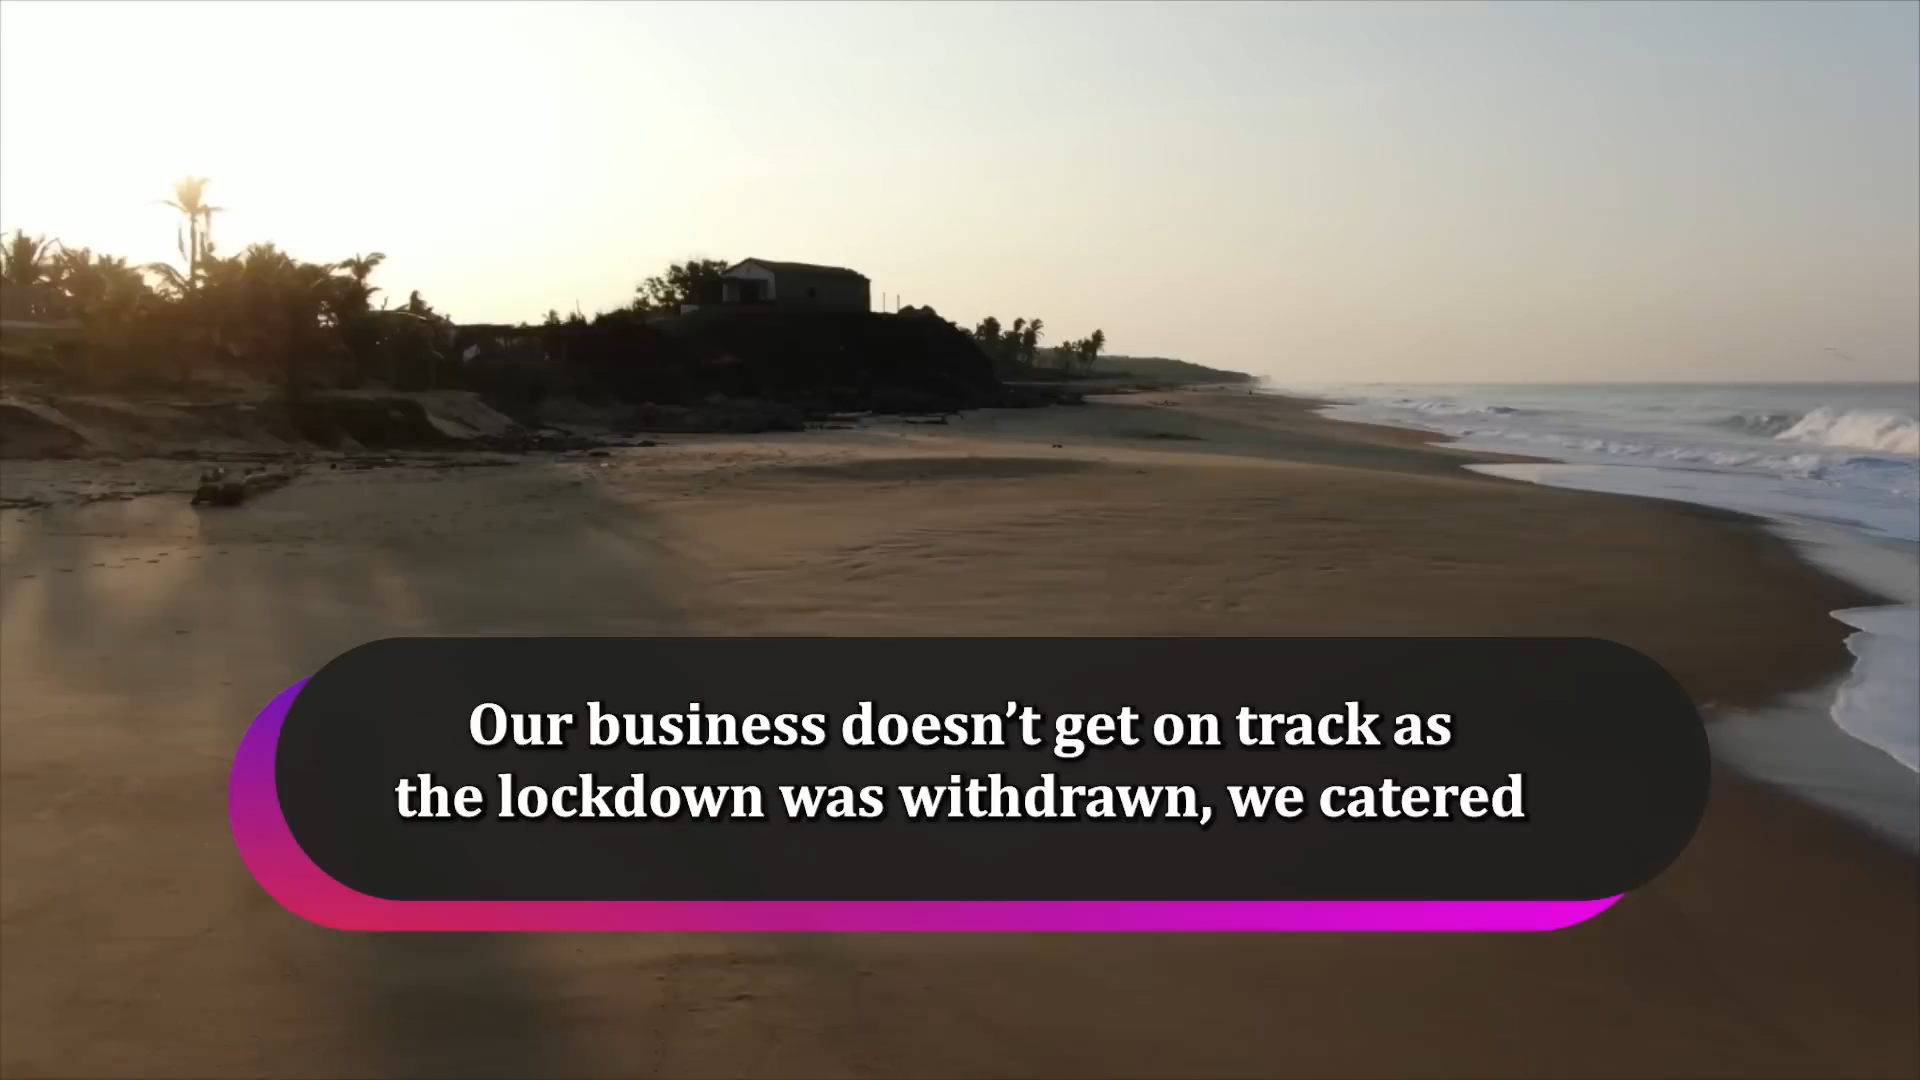 Our business doesn’t get on track as
the lockdown was withdrawn, we catered